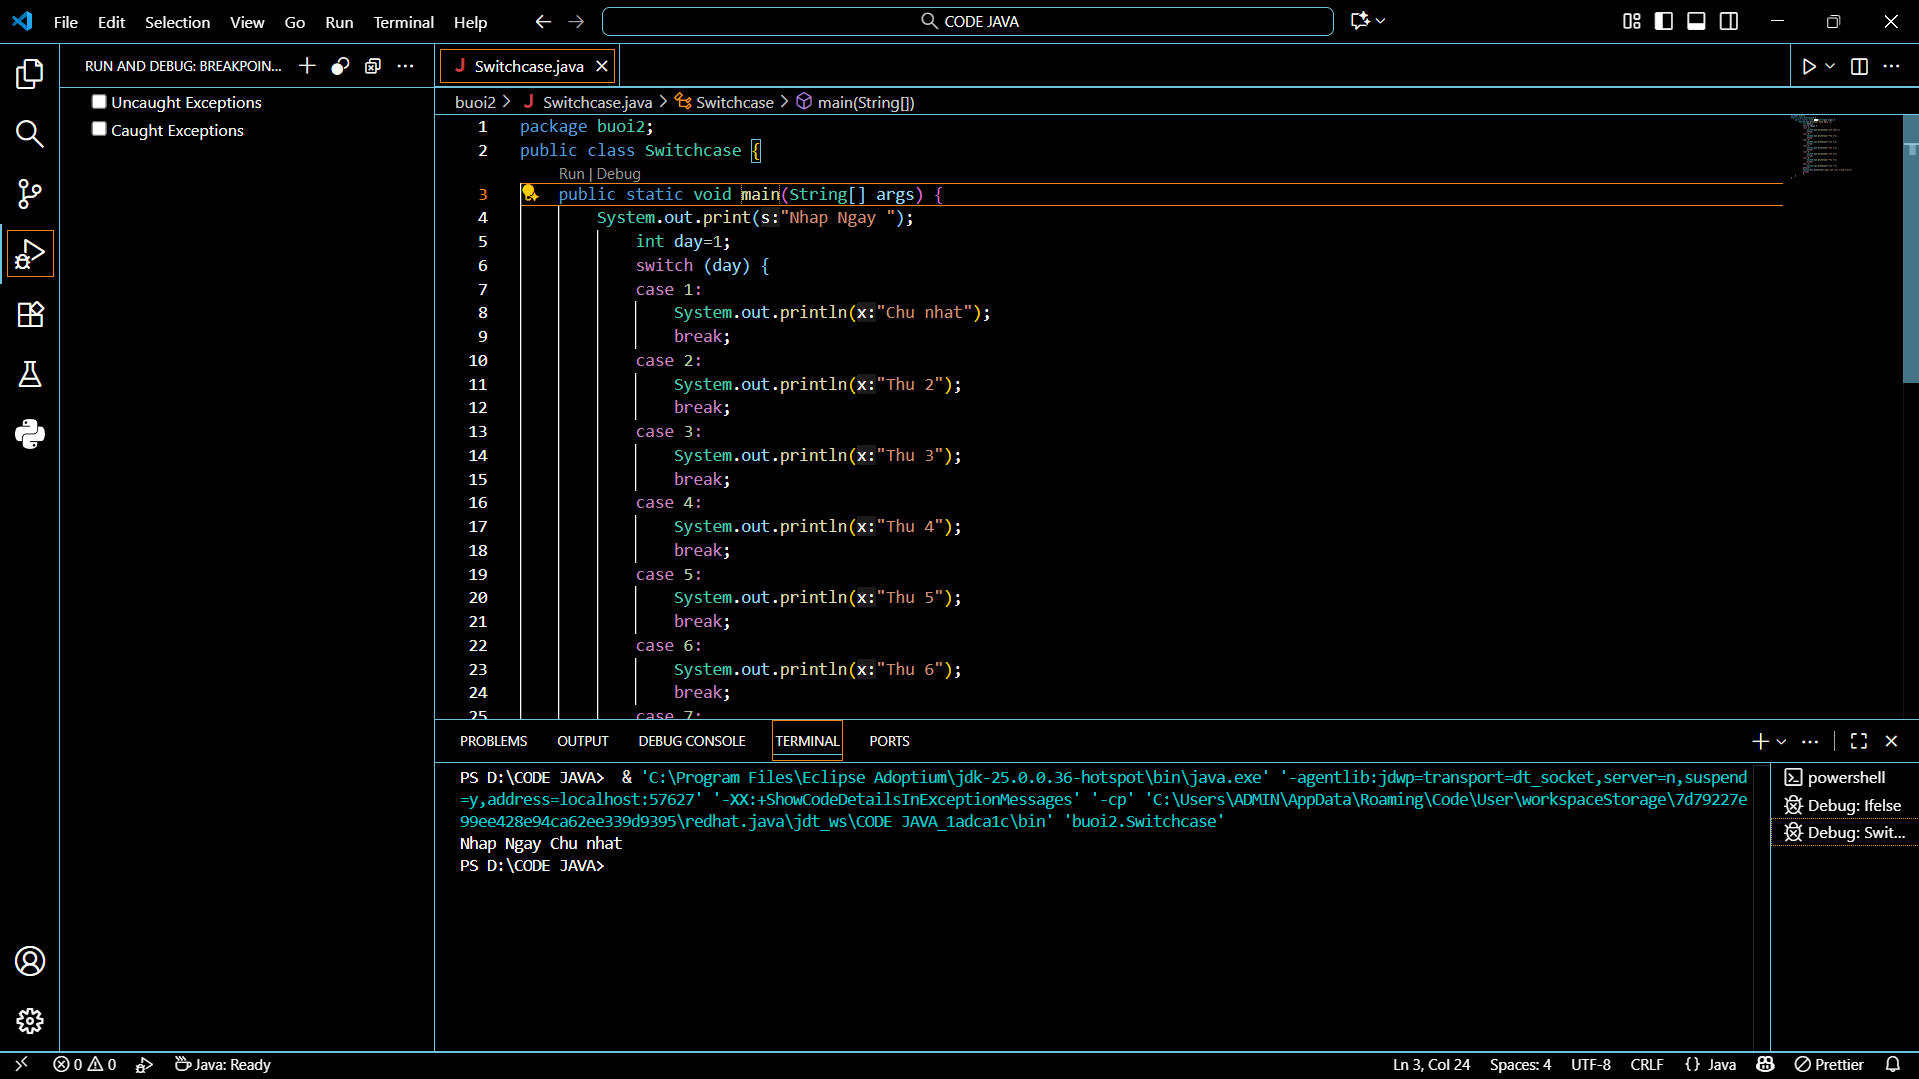 File Edit Selection View Go Run Terminal Help
CODE JAVA
RUN AND DEBUG: BREAKPOIN...
Uncaught Exceptions
Caught Exceptions
J Switchcase.java
buoi2 > J Switchcase.java > Switchcase > main(String[])
1 package buoi2;
2 public class Switchcase {
Run | Debug
3 public static void main(String[] args) {
4 System.out.print(s:"Nhap Ngay ");
5 int day=1;
6 switch (day) {
7 case 1:
8 System.out.println(x:"Chu nhat");
9 break;
10 case 2:
11 System.out.println(x:"Thu 2");
12 break;
13 case 3:
14 System.out.println(x:"Thu 3");
15 break;
16 case 4:
17 System.out.println(x:"Thu 4");
18 break;
19 case 5:
20 System.out.println(x:"Thu 5");
21 break;
22 case 6:
23 System.out.println(x:"Thu 6");
24 break;
25 case 7:
PROBLEMS OUTPUT DEBUG CONSOLE TERMINAL PORTS
PS D:\CODE JAVA> & 'C:\Program Files\Eclipse Adoptium\jdk-25.0.0.36-hotspot\bin\java.exe' '-agentlib:jdwp=transport=dt_socket,server=n,suspend
=y,address=localhost:57627' '-XX:+ShowCodeDetailsInExceptionMessages' '-cp' 'C:\Users\ADMIN\AppData\Roaming\Code\User\workspaceStorage\7d79227e
99ee428e94ca62ee339d9395\redhat.java\jdt_ws\CODE JAVA_1adca1c\bin' 'buoi2.Switchcase'
Nhap Ngay Chu nhat
PS D:\CODE JAVA>
powershell
Debug: Ifelse
Debug: Swit...
0 0 Java: Ready Ln 3, Col 24 Spaces: 4 UTF-8 CRLF {} Java Prettier